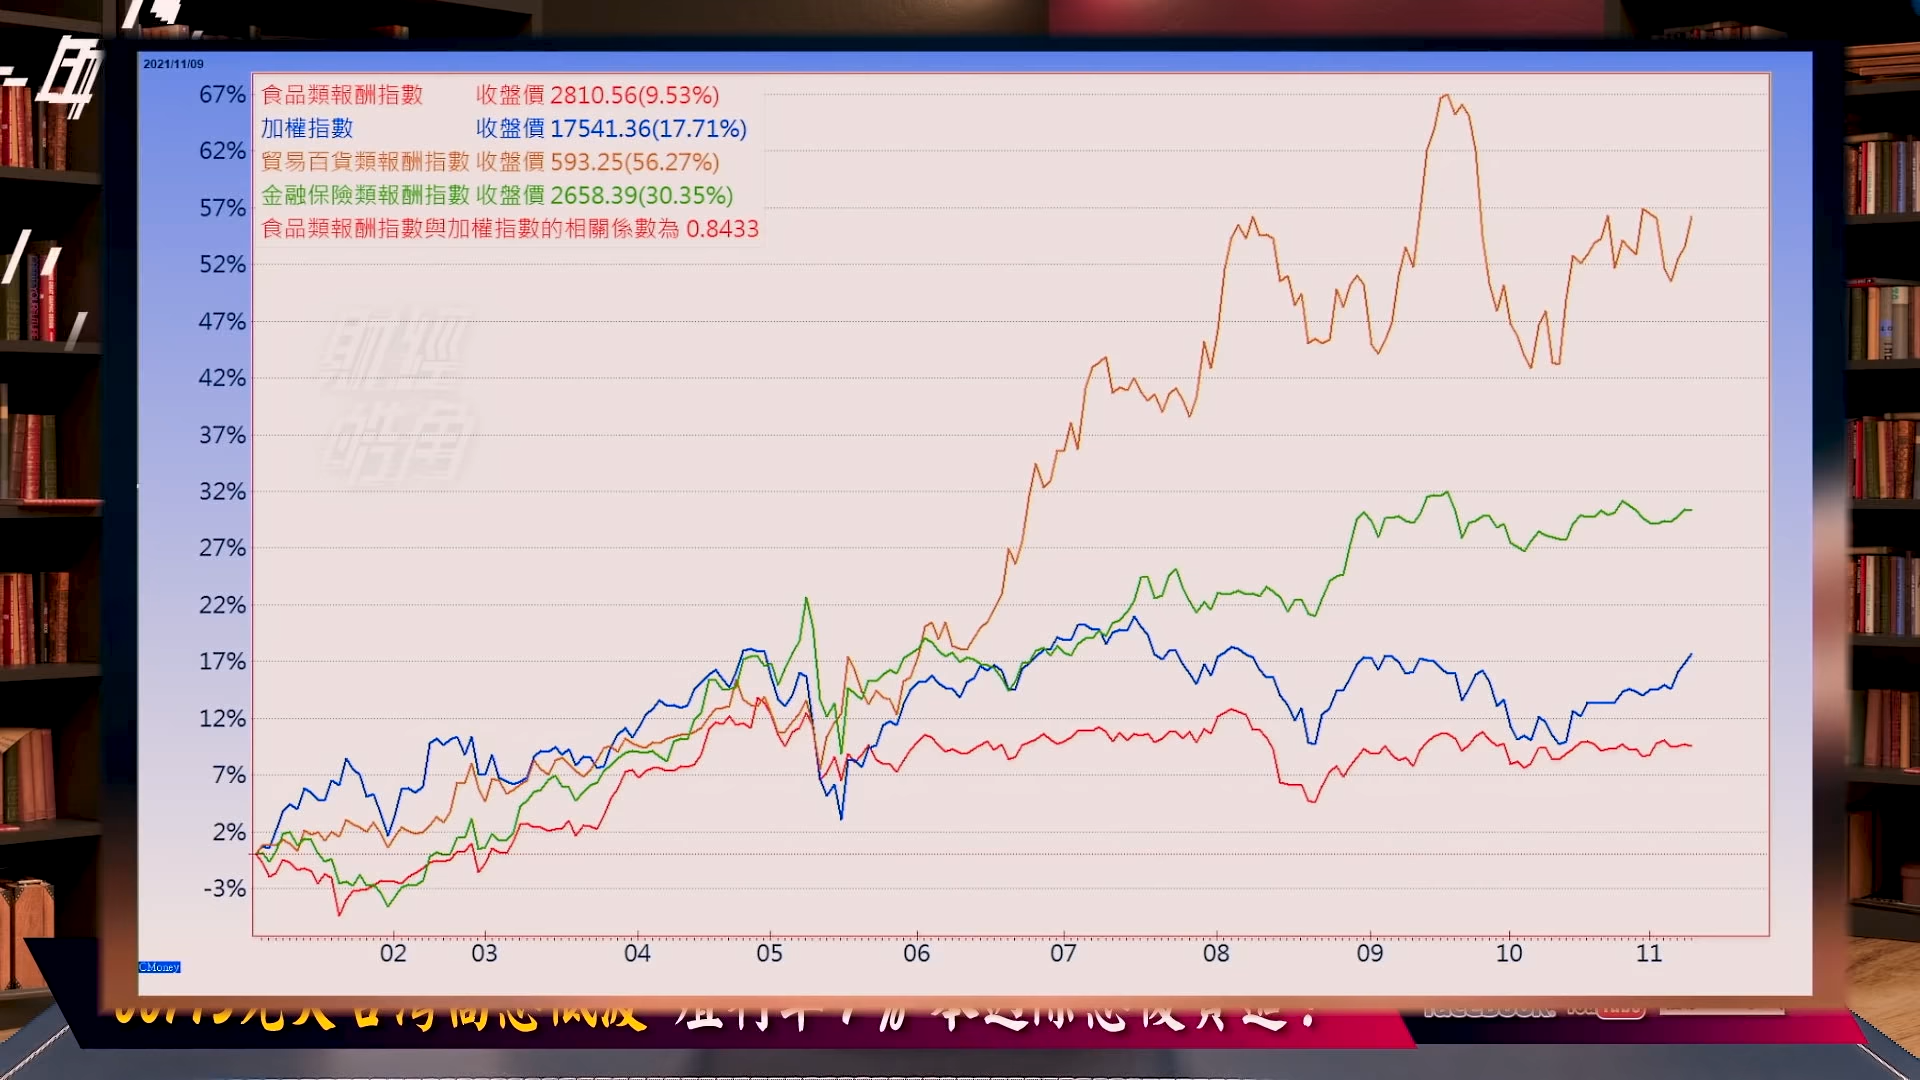 2021/11/09
67%
62%
57%
52%
47%
42%
37%
32%
27%
22%
17%
12%
7%
2%
-3%
食品類報酬指數 收盤價 2810.56(9.53%)
加權指數 收盤價 17541.36(17.71%)
貿易百貨類報酬指數 收盤價 593.25(56.27%)
金融保險類報酬指數 收盤價 2658.39(30.35%)
食品類報酬指數與加權指數的相關係數為 0.8433
財經
皓角
02 03 04 05 06 07 08 09 10 11
CMoney